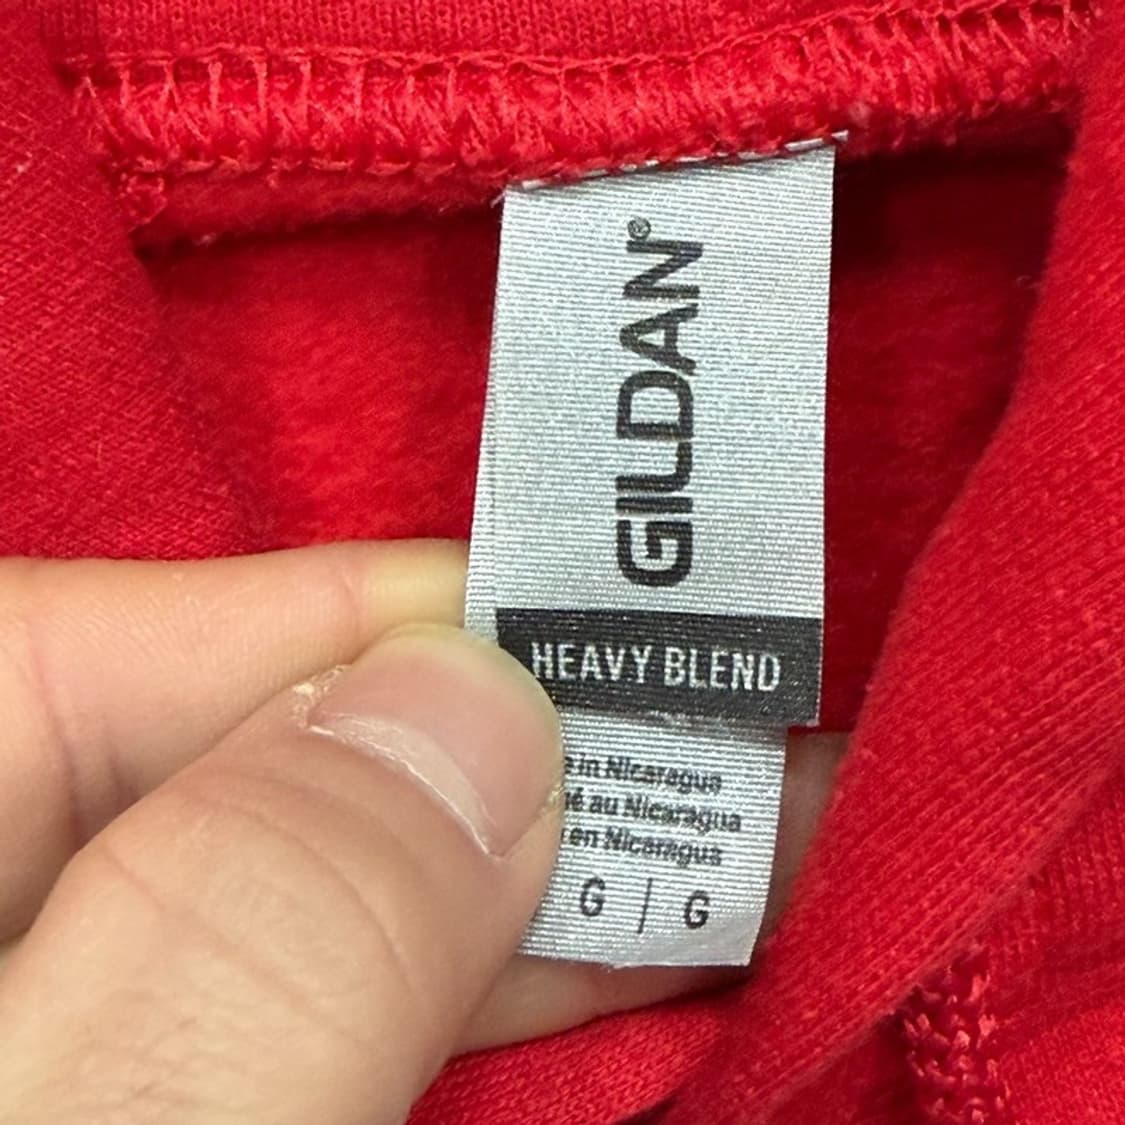 GILDAN®
HEAVY BLEND
in Nicaragua
au Nicaragua
en Nicaragua
G | G